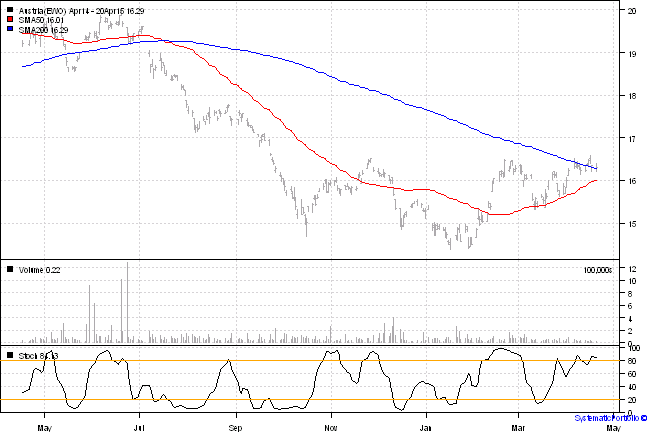 Austria(EWO) Apr14 - 20Apr15 16.29
SMA50 16.01
SMA200 16.29
20
19
18
17
16
15
Volume 0.22
100,000s
12
10
8
6
4
2
0
Stoch
100
80
60
40
20
0
May
Jul
Sep
Nov
Jan
Mar
May
SystematicPortfolio ©